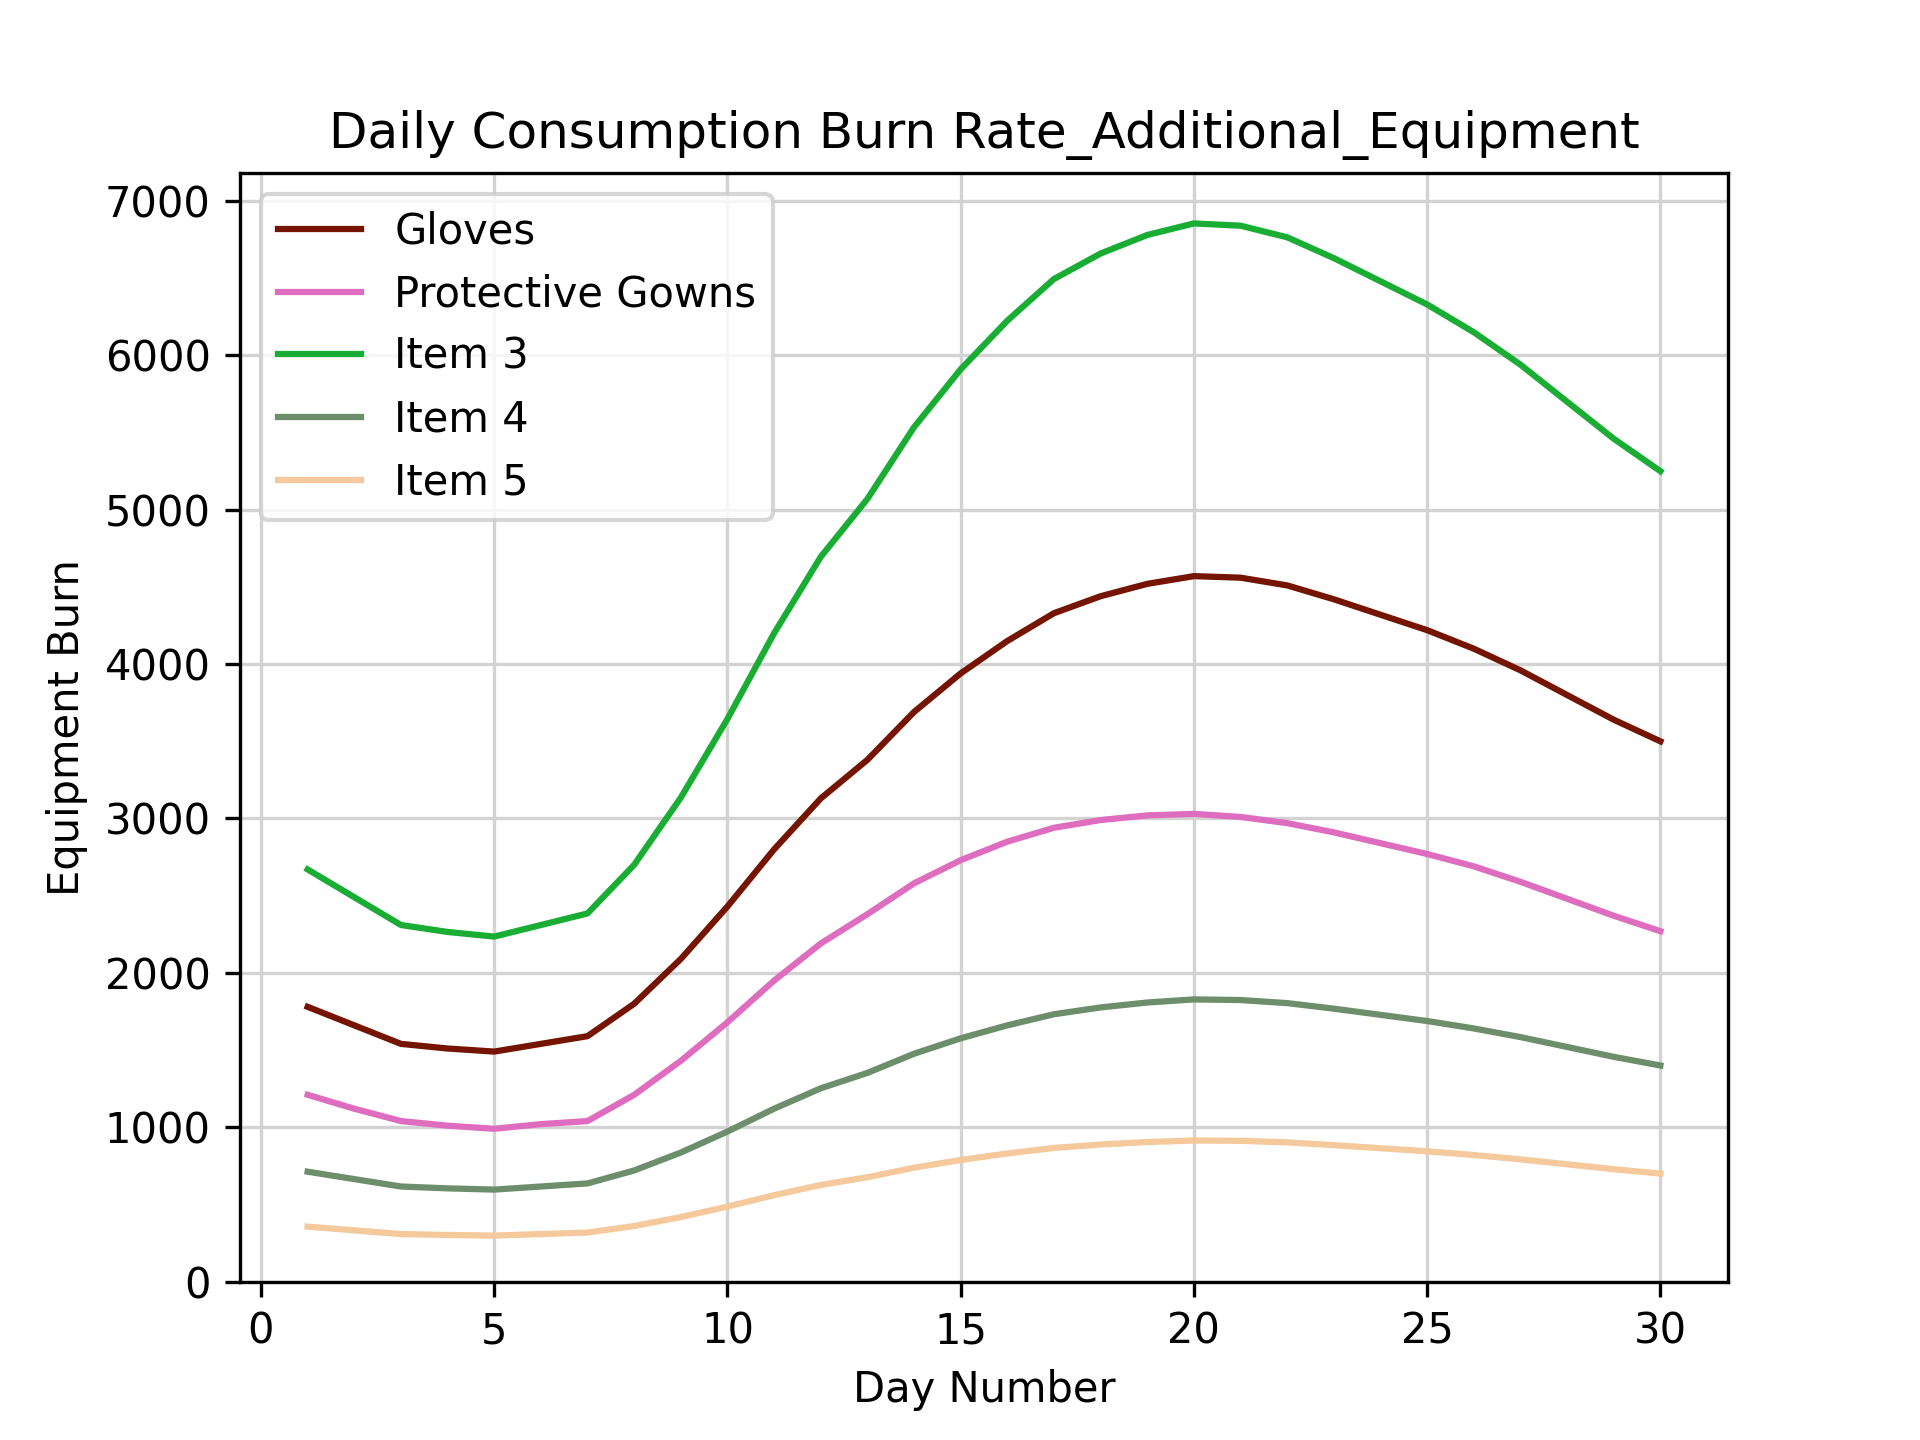 Daily Consumption Burn Rate_Additional_Equipment
7000
6000
5000
4000
3000
2000
1000
0
Equipment Burn
Gloves
Protective Gowns
Item 3
Item 4
Item 5
0 5 10 15 20 25 30
Day Number